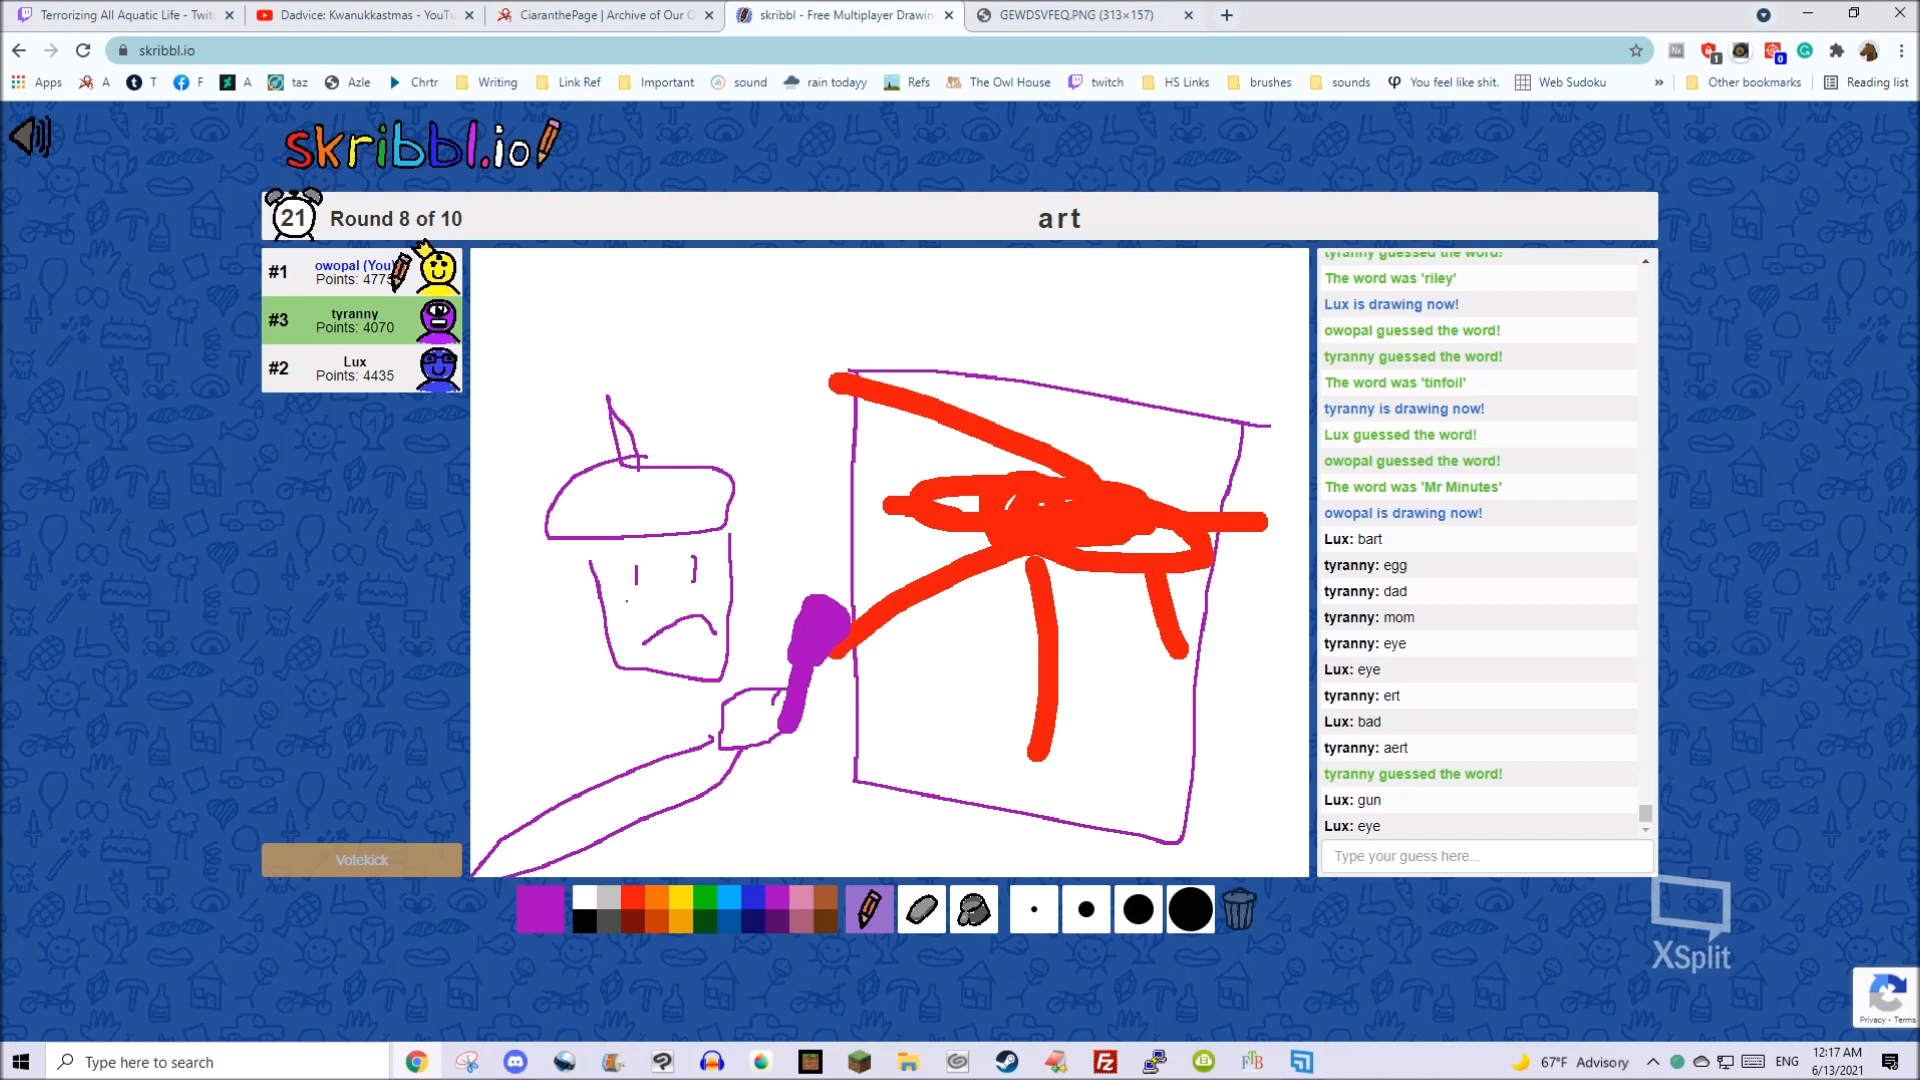 Terrorizing All Aquatic Life - Twit
Dadvice: Kwanukkastmas - YouTu
CiaranthePage | Archive of Our O
skribbl - Free Multiplayer Drawin
GEWDSVFEQ.PNG (313×157)
skribbl.io
Apps
A
T
F
A
taz
Azle
Chrtr
Writing
Link Ref
Important
sound
rain todayy
Refs
The Owl House
twitch
HS Links
brushes
sounds
You feel like shit.
Web Sudoku
»
Other bookmarks
Reading list
skribbl.io
21
Round 8 of 10
art
#1
owopal (You)
Points: 4775
#3
tyranny
Points: 4070
#2
Lux
Points: 4435
Votekick
tyranny guessed the word!
The word was 'riley'
Lux is drawing now!
owopal guessed the word!
tyranny guessed the word!
The word was 'tinfoil'
tyranny is drawing now!
Lux guessed the word!
owopal guessed the word!
The word was 'Mr Minutes'
owopal is drawing now!
Lux: bart
tyranny: egg
tyranny: dad
tyranny: mom
tyranny: eye
Lux: eye
tyranny: ert
Lux: bad
tyranny: aert
tyranny guessed the word!
Lux: gun
Lux: eye
Type your guess here...
XSplit
Privacy - Terms
Type here to search
67°F Advisory
ENG
12:17 AM
6/13/2021